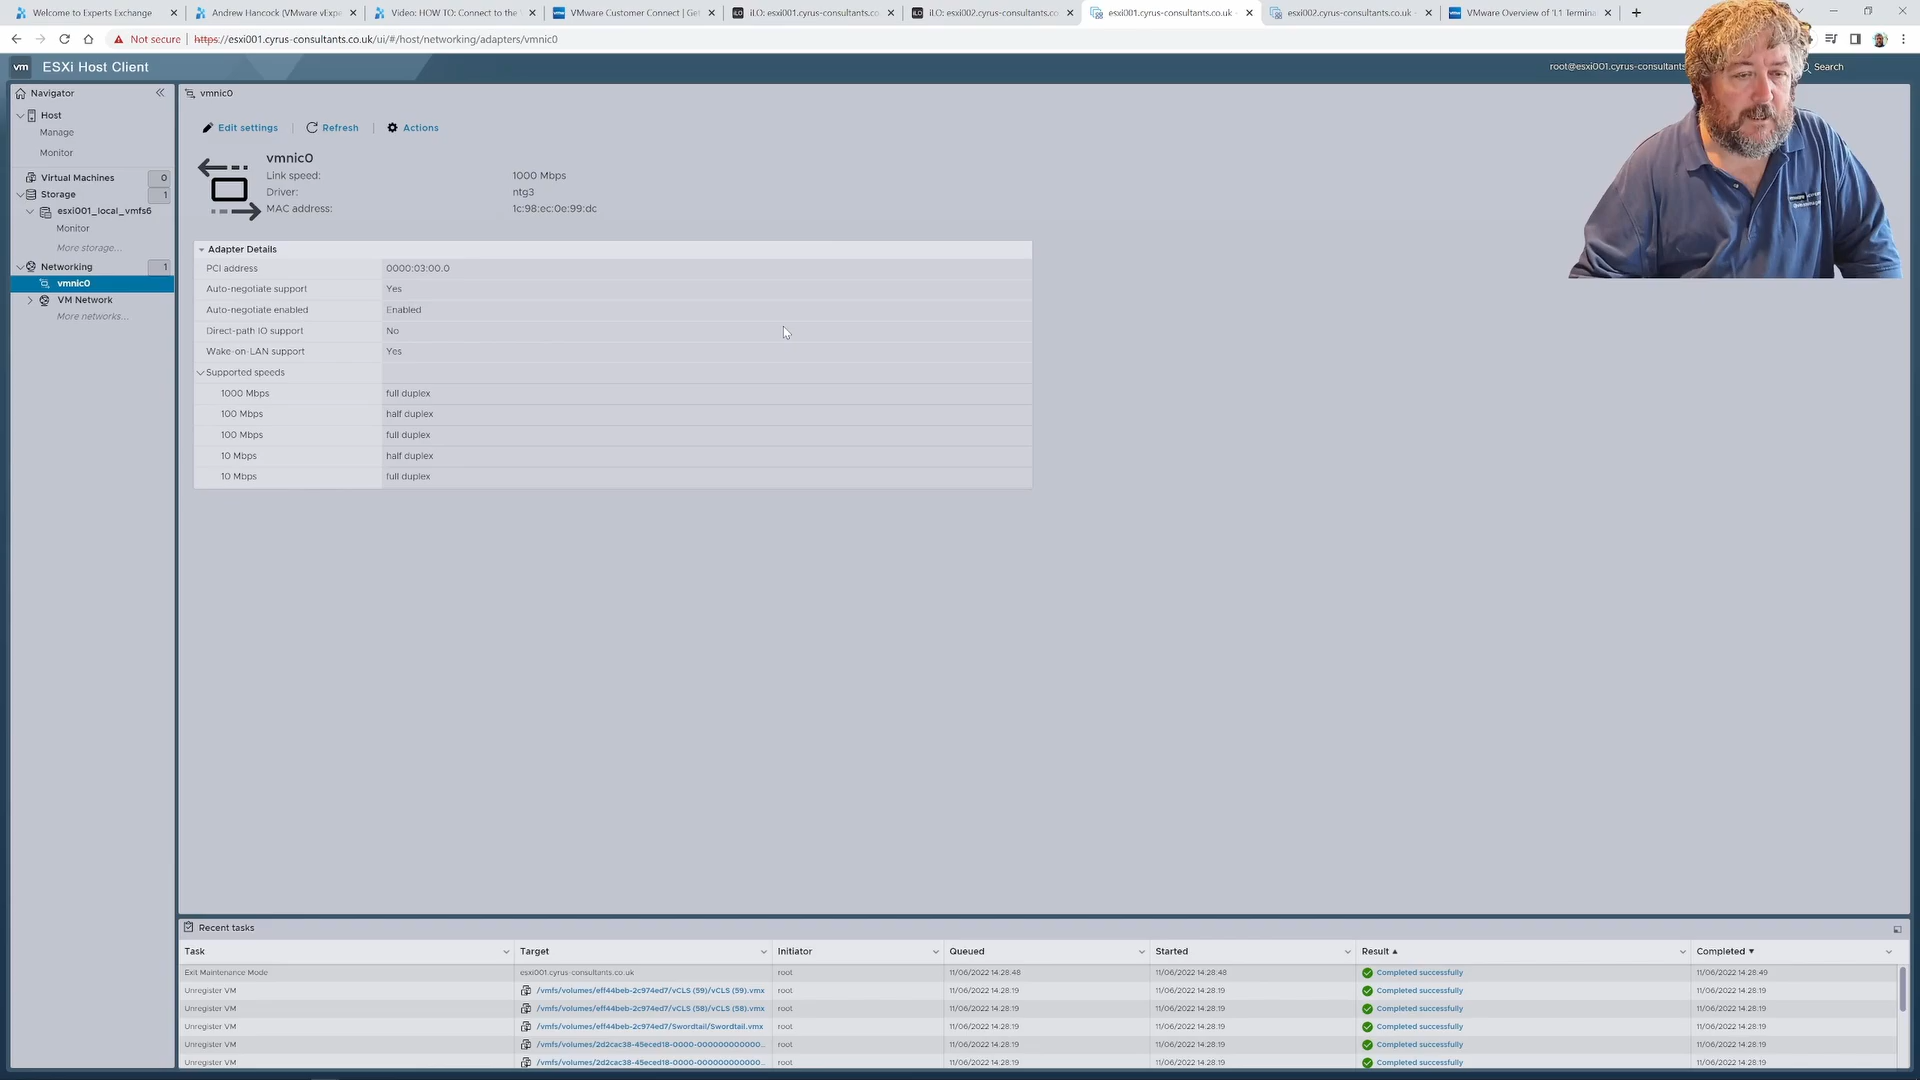 Welcome to Experts Exchange
Andrew Hancock (VMware vExpe
Video: HOW TO: Connect to the
VMware Customer Connect | Get
iLO: esxi001.cyrus-consultants.co
iLO: esxi002.cyrus-consultants.co
esxi001.cyrus-consultants.co.uk
esxi002.cyrus-consultants.co.uk
VMware Overview of 'L1 Termina
Not secure
https://esxi001.cyrus-consultants.co.uk/ui/#/host/networking/adapters/vmnic0
vm ESXi Host Client
root@esxi001.cyrus-consultants
Search
Navigator
vmnic0
Host
Manage
Monitor
Virtual Machines 0
Storage 1
esxi001_local_vmfs6
Monitor
More storage...
Networking 1
vmnic0
VM Network
More networks...
Edit settings | Refresh | Actions
vmnic0
Link speed: 1000 Mbps
Driver: ntg3
MAC address: 1c:98:ec:0e:99:dc
Adapter Details
PCI address 0000:03:00.0
Auto-negotiate support Yes
Auto-negotiate enabled Enabled
Direct-path IO support No
Wake-on-LAN support Yes
Supported speeds
1000 Mbps full duplex
100 Mbps half duplex
100 Mbps full duplex
10 Mbps half duplex
10 Mbps full duplex
Recent tasks
Task Target Initiator Queued Started Result Completed
Exit Maintenance Mode esxi001.cyrus-consultants.co.uk root 11/06/2022 14:28:48 11/06/2022 14:28:48 Completed successfully 11/06/2022 14:28:49
Unregister VM /vmfs/volumes/eff44beb-2c974ed7/vCLS (59)/vCLS (59).vmx root 11/06/2022 14:28:19 11/06/2022 14:28:19 Completed successfully 11/06/2022 14:28:19
Unregister VM /vmfs/volumes/eff44beb-2c974ed7/vCLS (58)/vCLS (58).vmx root 11/06/2022 14:28:19 11/06/2022 14:28:19 Completed successfully 11/06/2022 14:28:19
Unregister VM /vmfs/volumes/eff44beb-2c974ed7/Swordtail/Swordtail.vmx root 11/06/2022 14:28:19 11/06/2022 14:28:19 Completed successfully 11/06/2022 14:28:19
Unregister VM /vmfs/volumes/2d2cac38-45eced18-0000-000000000000... root 11/06/2022 14:28:19 11/06/2022 14:28:19 Completed successfully 11/06/2022 14:28:19
Unregister VM /vmfs/volumes/2d2cac38-45eced18-0000-000000000000... root 11/06/2022 14:28:19 11/06/2022 14:28:19 Completed successfully 11/06/2022 14:28:19